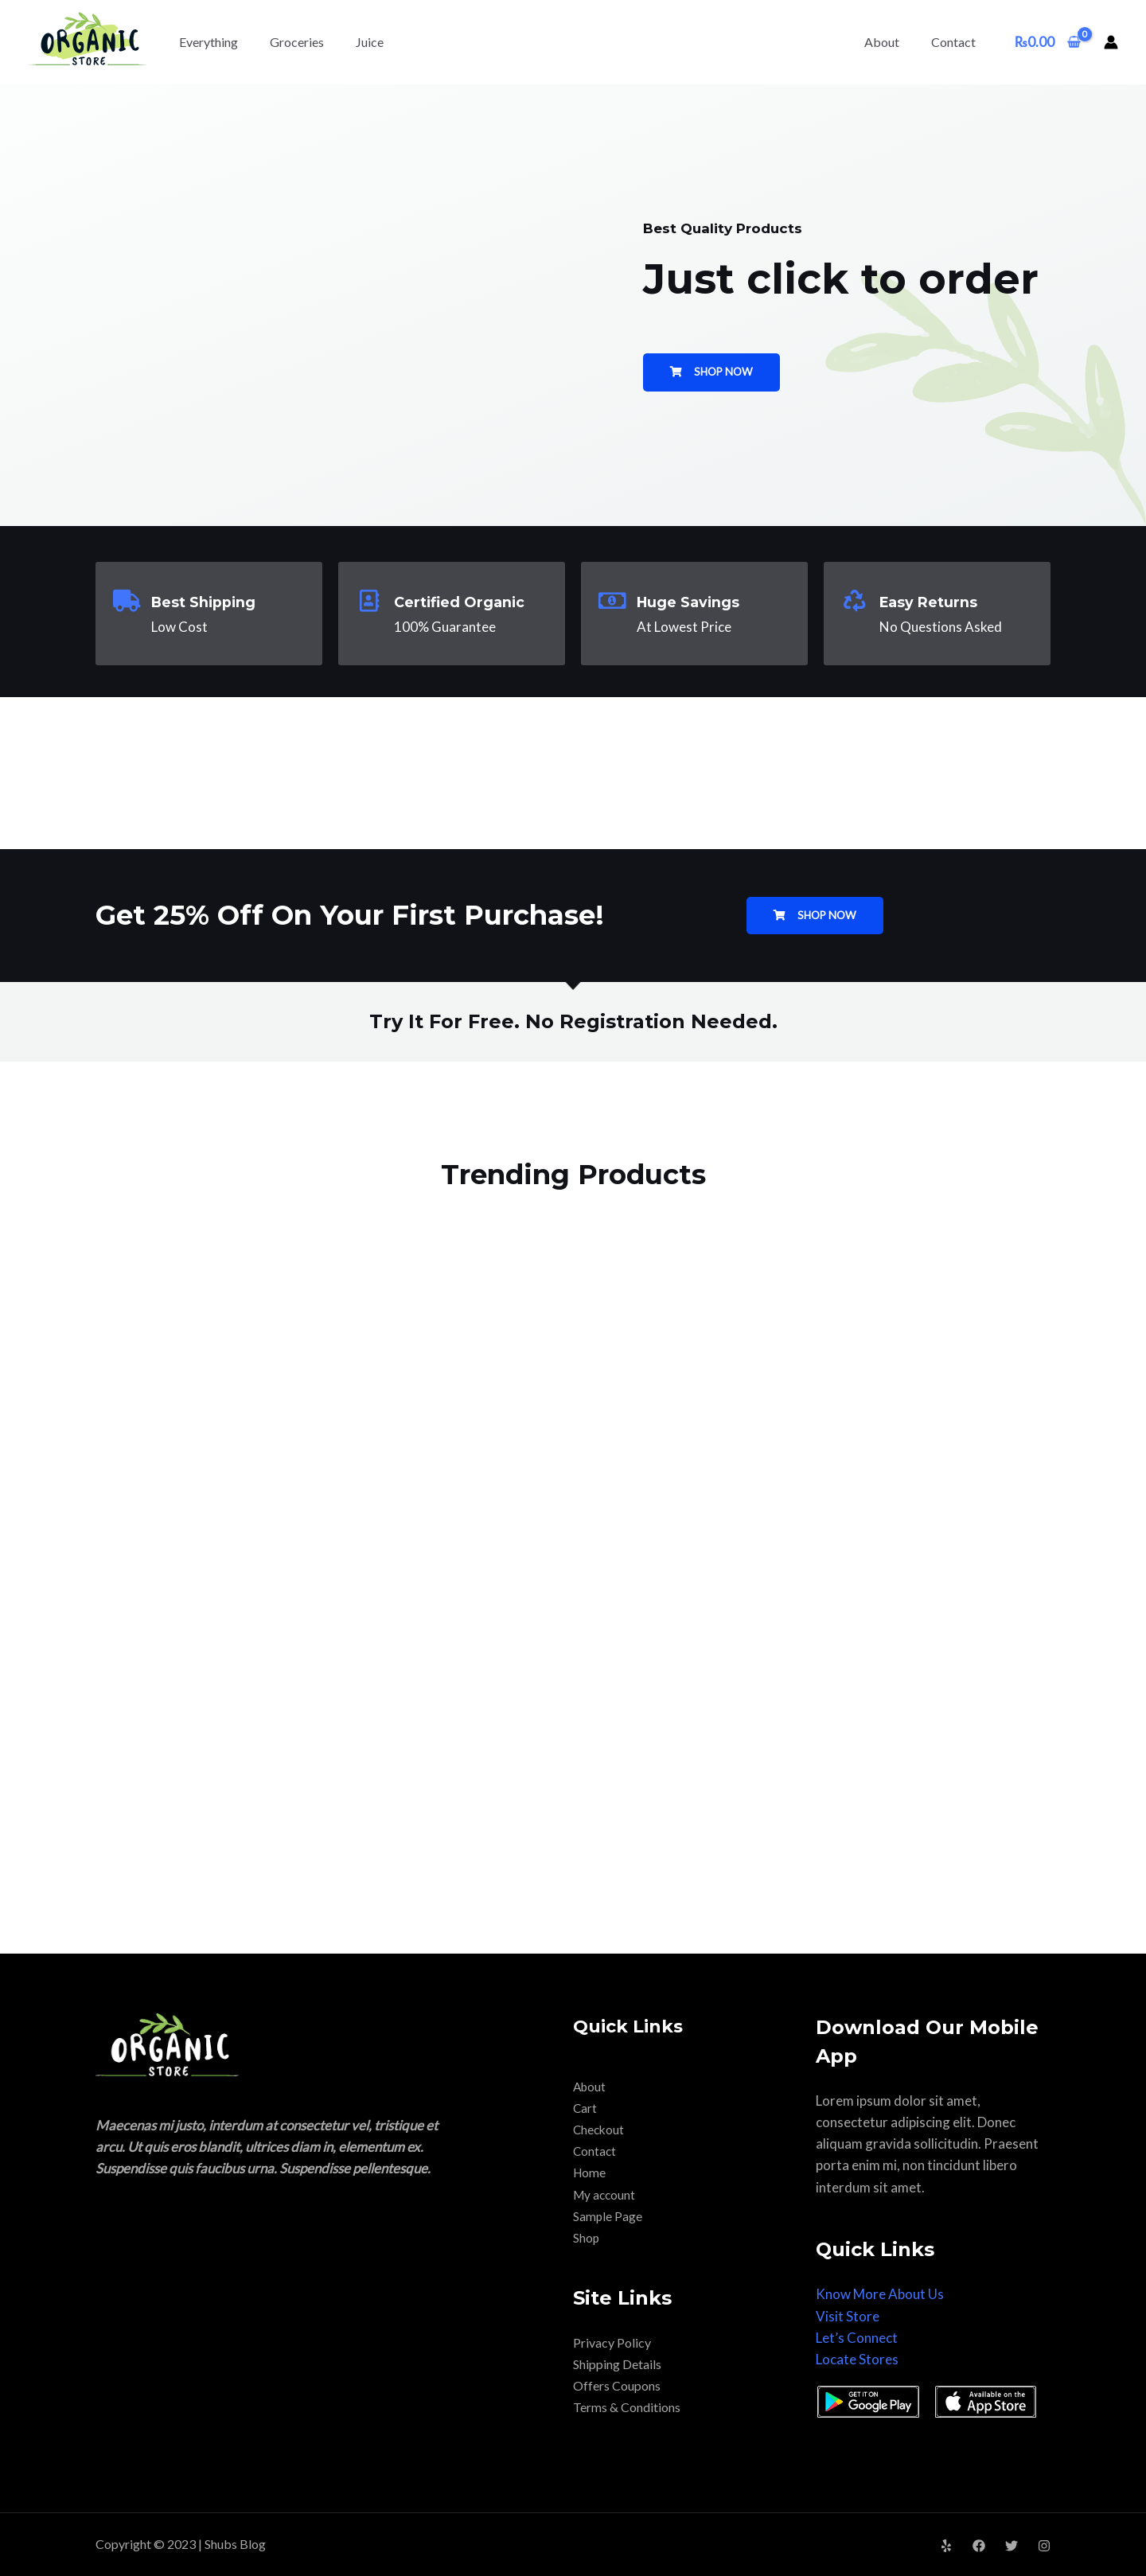 ORGANIC
STORE
Everything
Groceries
Juice
About
Contact
₨0.00
0
Best Quality Products
Just click to order
SHOP NOW
Best Shipping
Low Cost
Certified Organic
100% Guarantee
Huge Savings
At Lowest Price
Easy Returns
No Questions Asked
Get 25% Off On Your First Purchase!
SHOP NOW
Try It For Free. No Registration Needed.
Trending Products
ORGANIC
STORE
Maecenas mi justo, interdum at consectetur vel, tristique et
arcu. Ut quis eros blandit, ultrices diam in, elementum ex.
Suspendisse quis faucibus urna. Suspendisse pellentesque.
Quick Links
About
Cart
Checkout
Contact
Home
My account
Sample Page
Shop
Site Links
Privacy Policy
Shipping Details
Offers Coupons
Terms & Conditions
Download Our Mobile
App
Lorem ipsum dolor sit amet,
consectetur adipiscing elit. Donec
aliquam gravida sollicitudin. Praesent
porta enim mi, non tincidunt libero
interdum sit amet.
Quick Links
Know More About Us
Visit Store
Let’s Connect
Locate Stores
GET IT ON
Google Play
Available on the
App Store
Copyright © 2023 | Shubs Blog